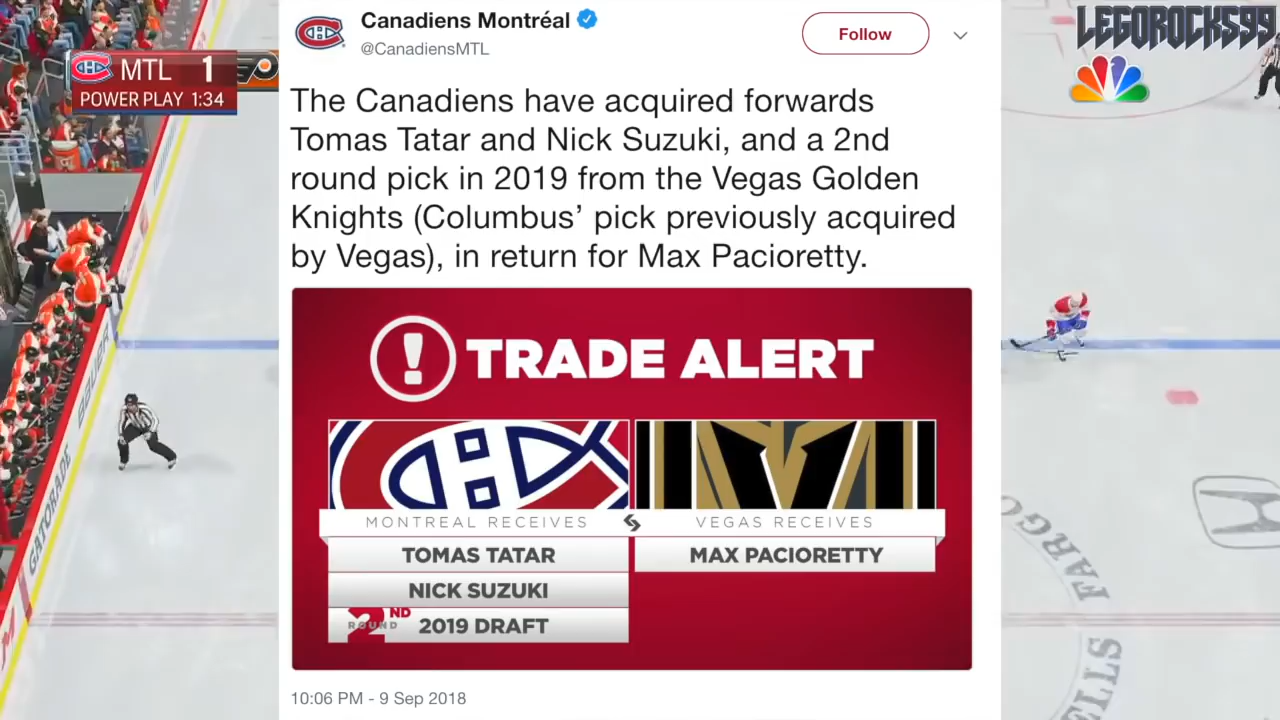 LEGOROCKS99
MTL 1
POWER PLAY 1:34
Canadiens Montréal
@CanadiensMTL
Follow
The Canadiens have acquired forwards
Tomas Tatar and Nick Suzuki, and a 2nd
round pick in 2019 from the Vegas Golden
Knights (Columbus’ pick previously acquired
by Vegas), in return for Max Pacioretty.
TRADE ALERT
MONTREAL RECEIVES
VEGAS RECEIVES
TOMAS TATAR
MAX PACIORETTY
NICK SUZUKI
2ND ROUND 2019 DRAFT
10:06 PM - 9 Sep 2018
BAUER
GATORADE
FARGO
ELLS